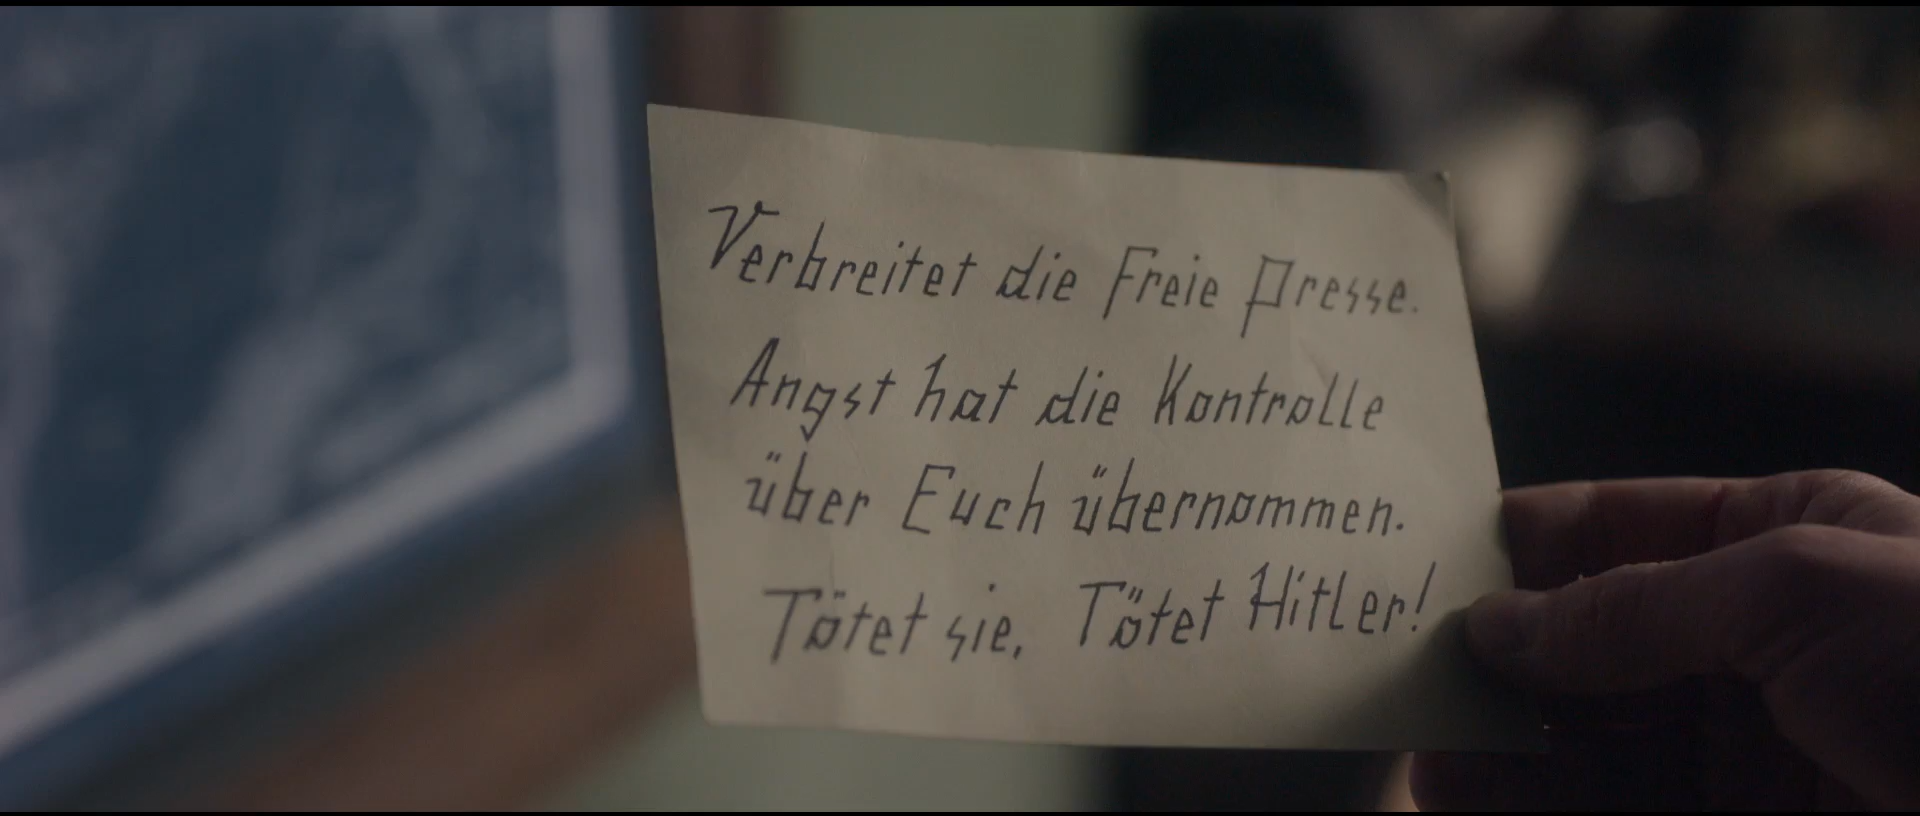 Verbreitet die Freie Presse.
Angst hat die Kontrolle
über Euch übernommen.
Tötet sie, Tötet Hitler!